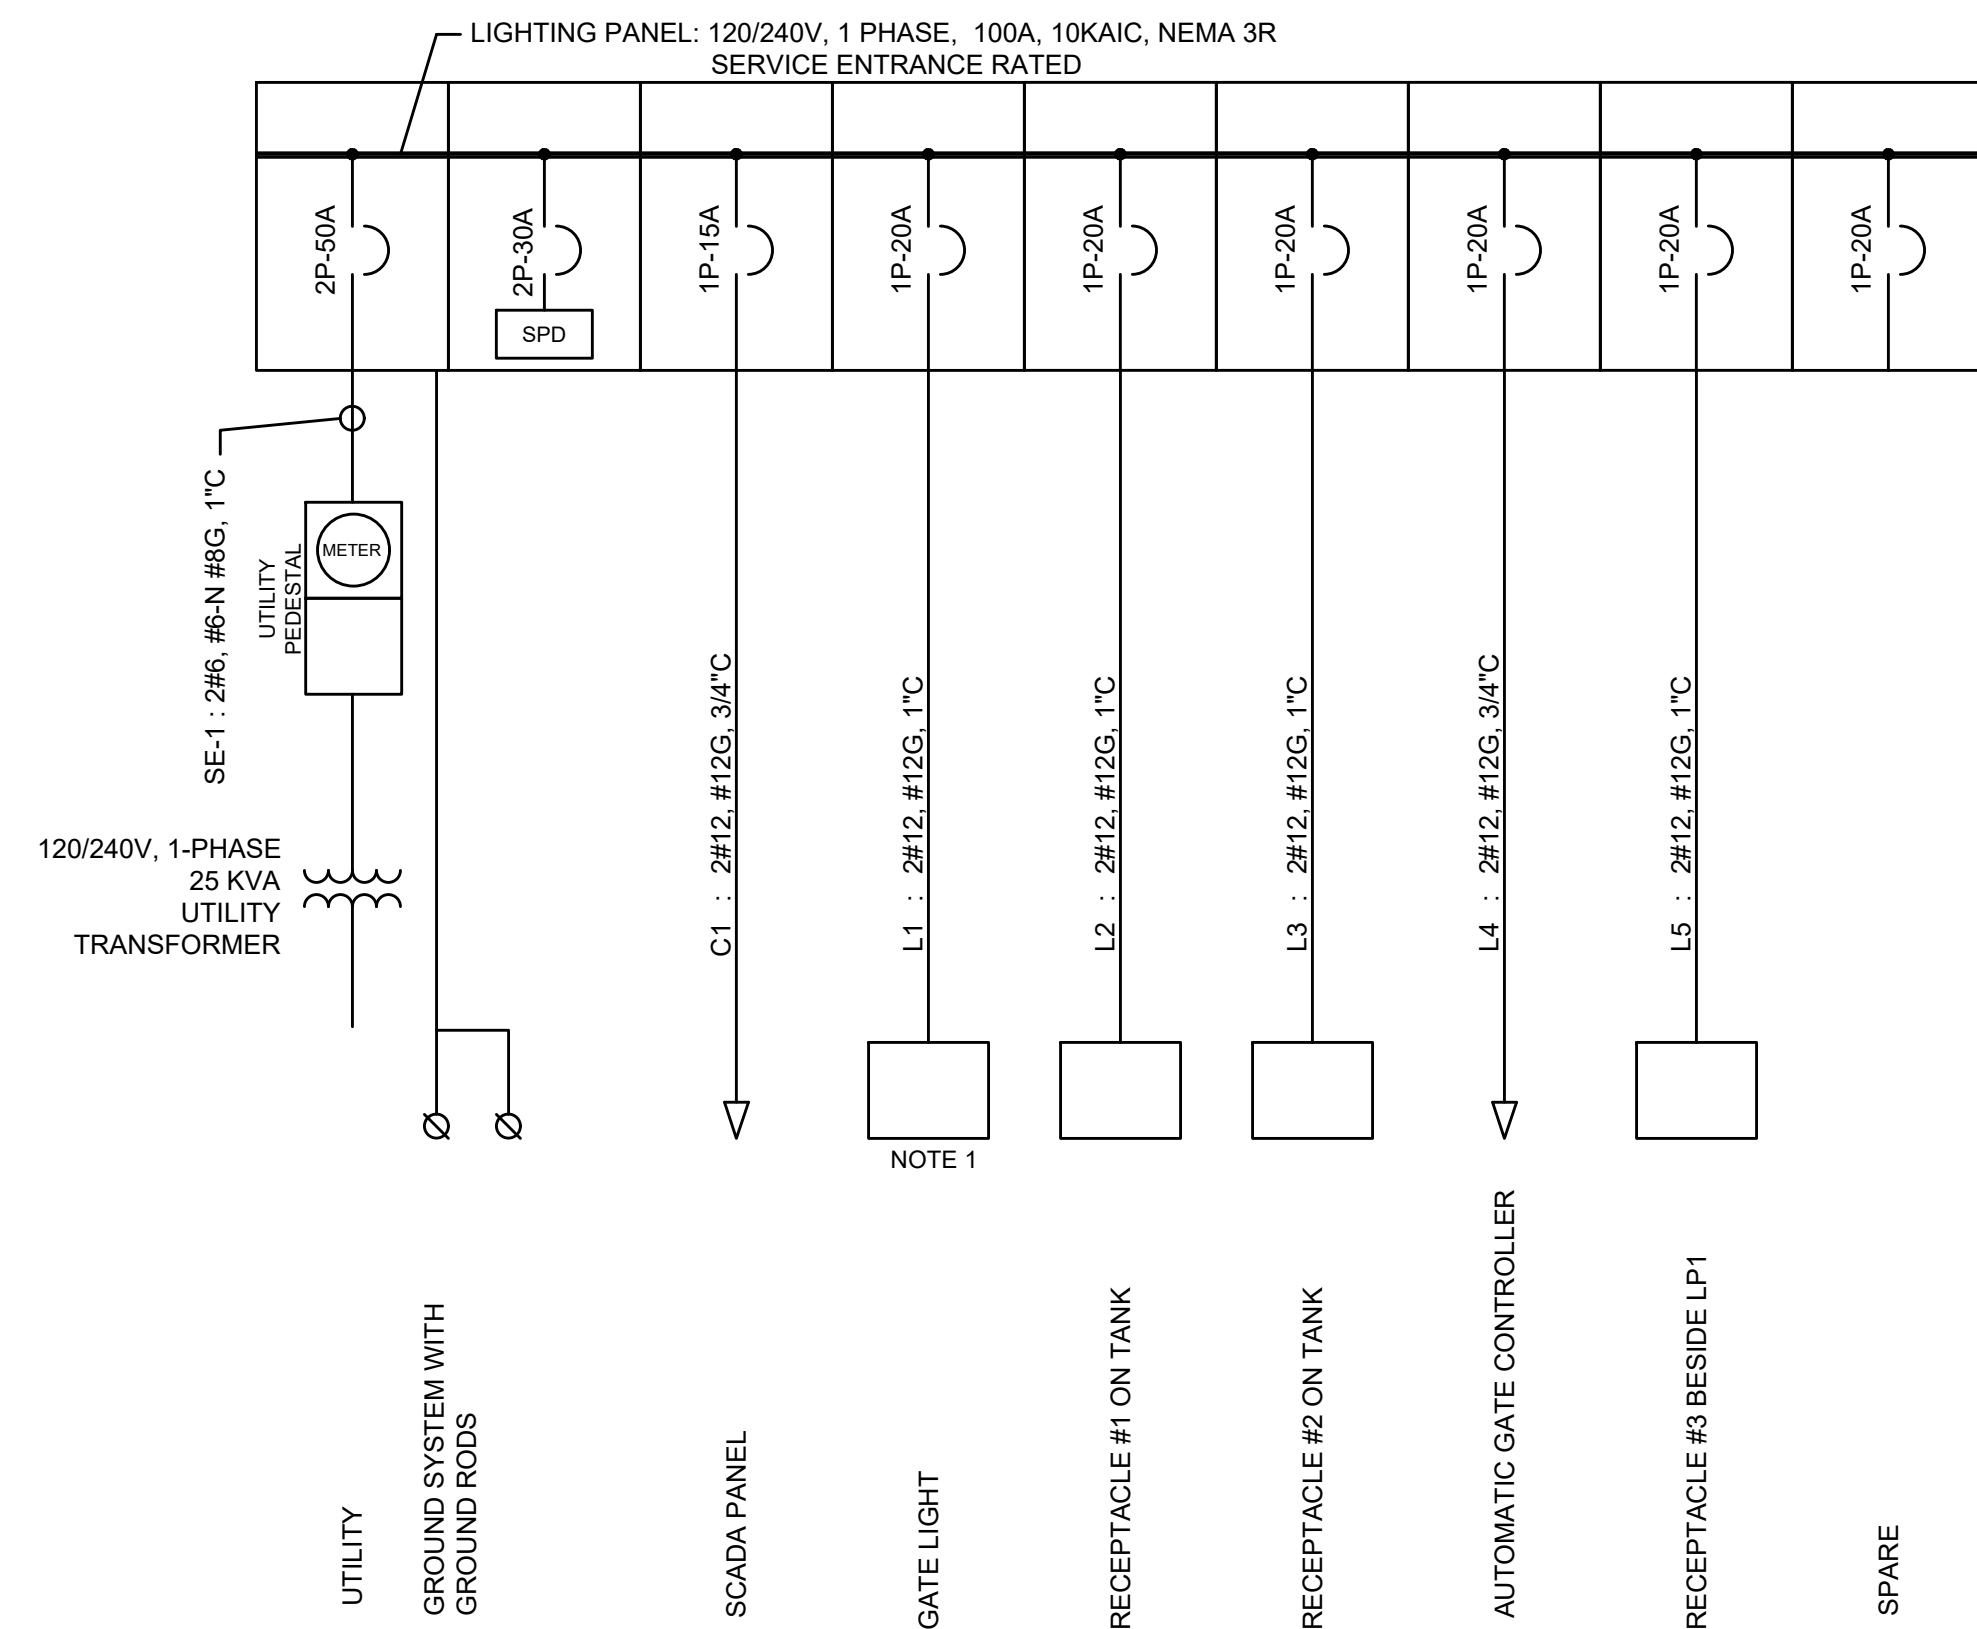 LIGHTING PANEL: 120/240V, 1 PHASE, 100A, 10KAIC, NEMA 3R
SERVICE ENTRANCE RATED
2P-50A
2P-30A
1P-15A
1P-20A
1P-20A
1P-20A
1P-20A
1P-20A
1P-20A
SPD
SE-1 : 2#6, #6-N #8G, 1"C
METER
UTILITY
PEDESTAL
120/240V, 1-PHASE
25 KVA
UTILITY
TRANSFORMER
C1 : 2#12, #12G, 3/4"C
L1 : 2#12, #12G, 1"C
L2 : 2#12, #12G, 1"C
L3 : 2#12, #12G, 1"C
L4 : 2#12, #12G, 3/4"C
L5 : 2#12, #12G, 1"C
NOTE 1
UTILITY
GROUND SYSTEM WITH
GROUND RODS
SCADA PANEL
GATE LIGHT
RECEPTACLE #1 ON TANK
RECEPTACLE #2 ON TANK
AUTOMATIC GATE CONTROLLER
RECEPTACLE #3 BESIDE LP1
SPARE